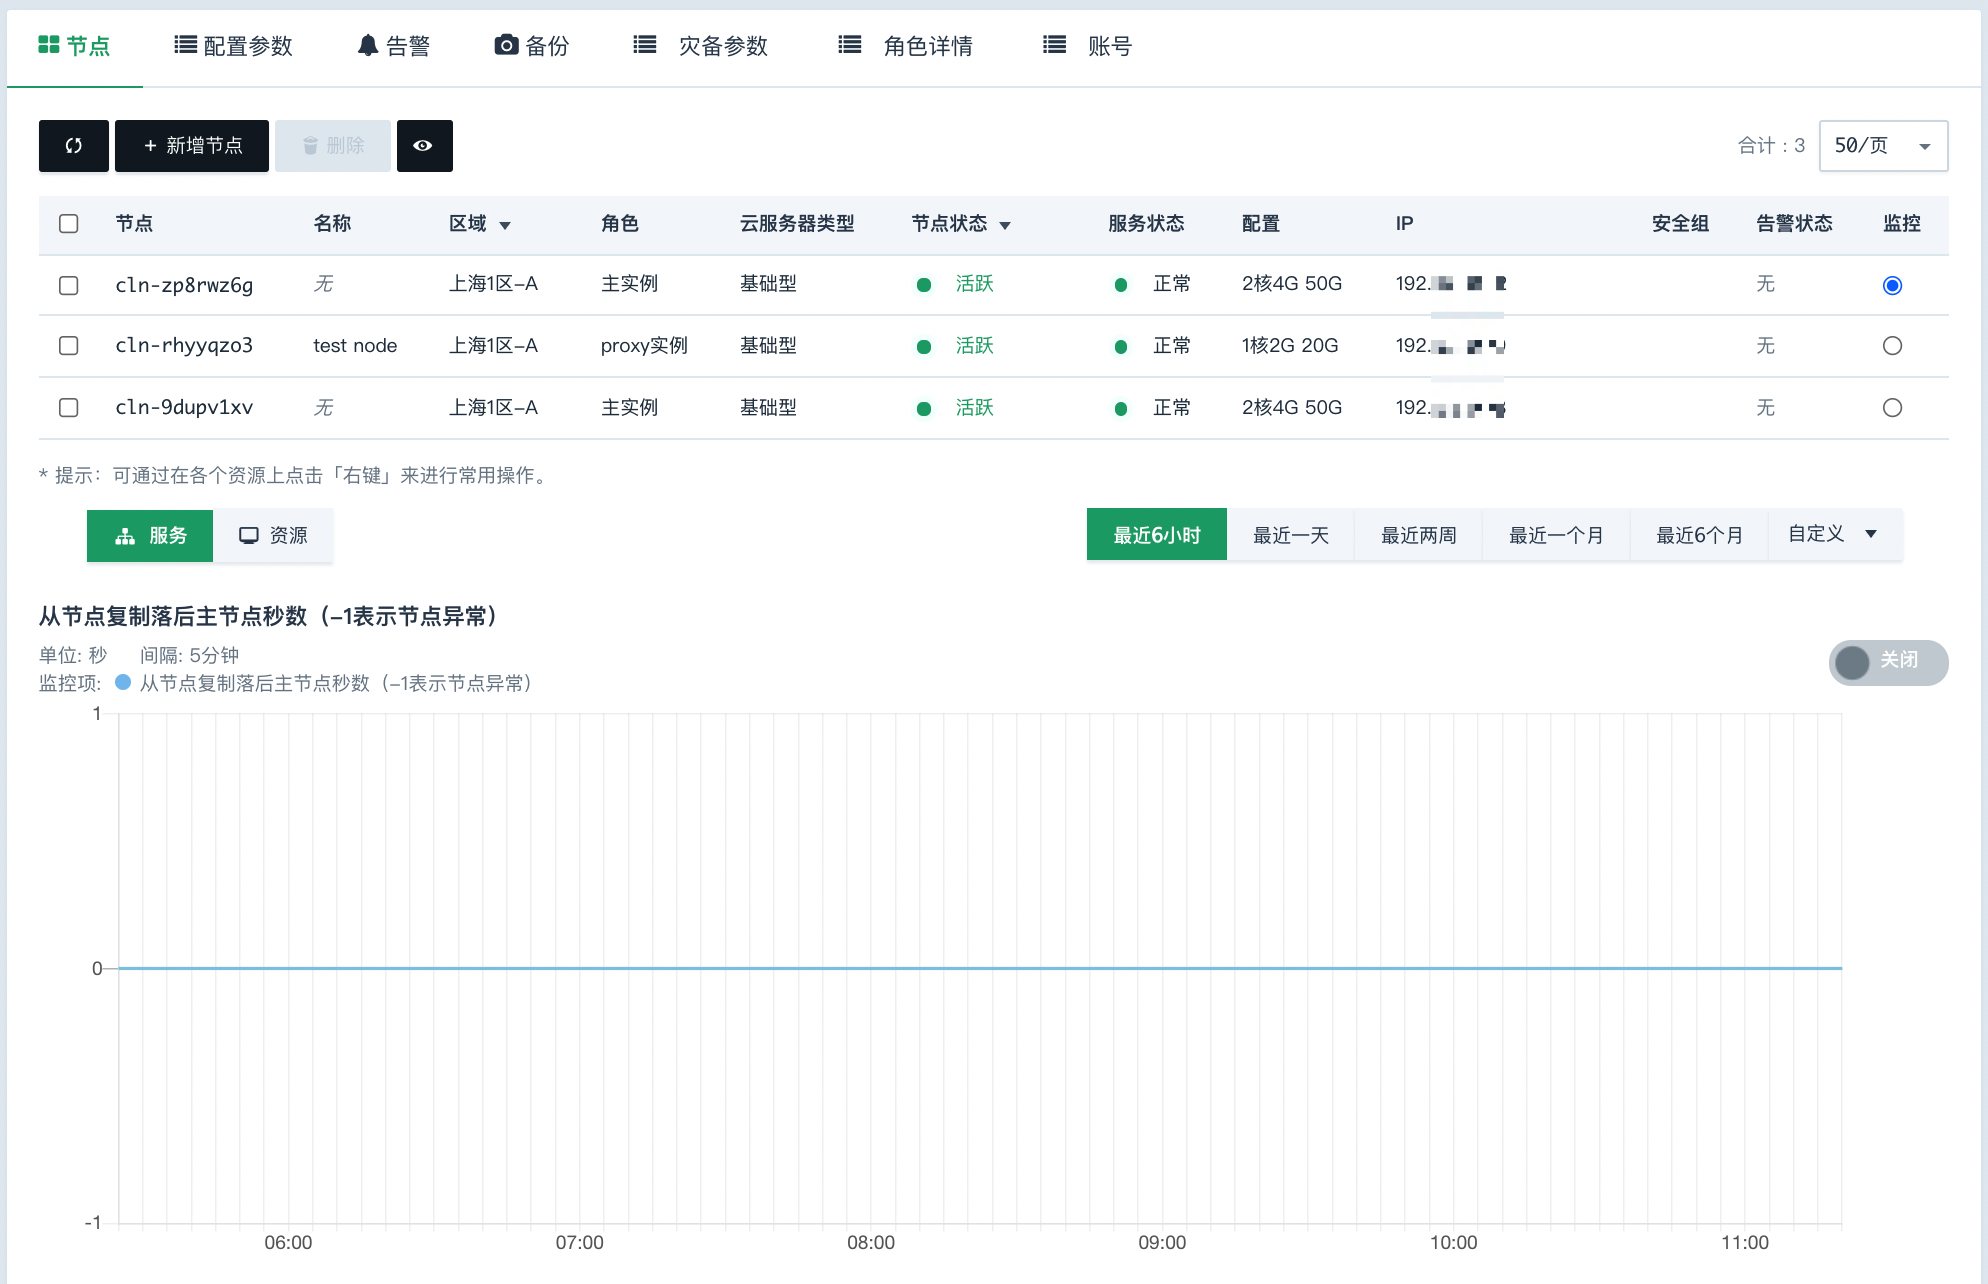 节点 配置参数 告警 备份 灾备参数 角色详情 账号
+ 新增节点 删除 合计：3 50/页
节点 名称 区域 角色 云服务器类型 节点状态 服务状态 配置 IP 安全组 告警状态 监控
cln-zp8rwz6g 无 上海1区-A 主实例 基础型 活跃 正常 2核4G 50G 192. 无
cln-rhyyqzo3 test node 上海1区-A proxy实例 基础型 活跃 正常 1核2G 20G 192. 无
cln-9dupv1xv 无 上海1区-A 主实例 基础型 活跃 正常 2核4G 50G 192. 无
* 提示：可通过在各个资源上点击「右键」来进行常用操作。
服务 资源 最近6小时 最近一天 最近两周 最近一个月 最近6个月 自定义
从节点复制落后主节点秒数（-1表示节点异常）
单位: 秒 间隔: 5分钟
关闭
监控项: 从节点复制落后主节点秒数（-1表示节点异常）
1
0
-1
06:00 07:00 08:00 09:00 10:00 11:00